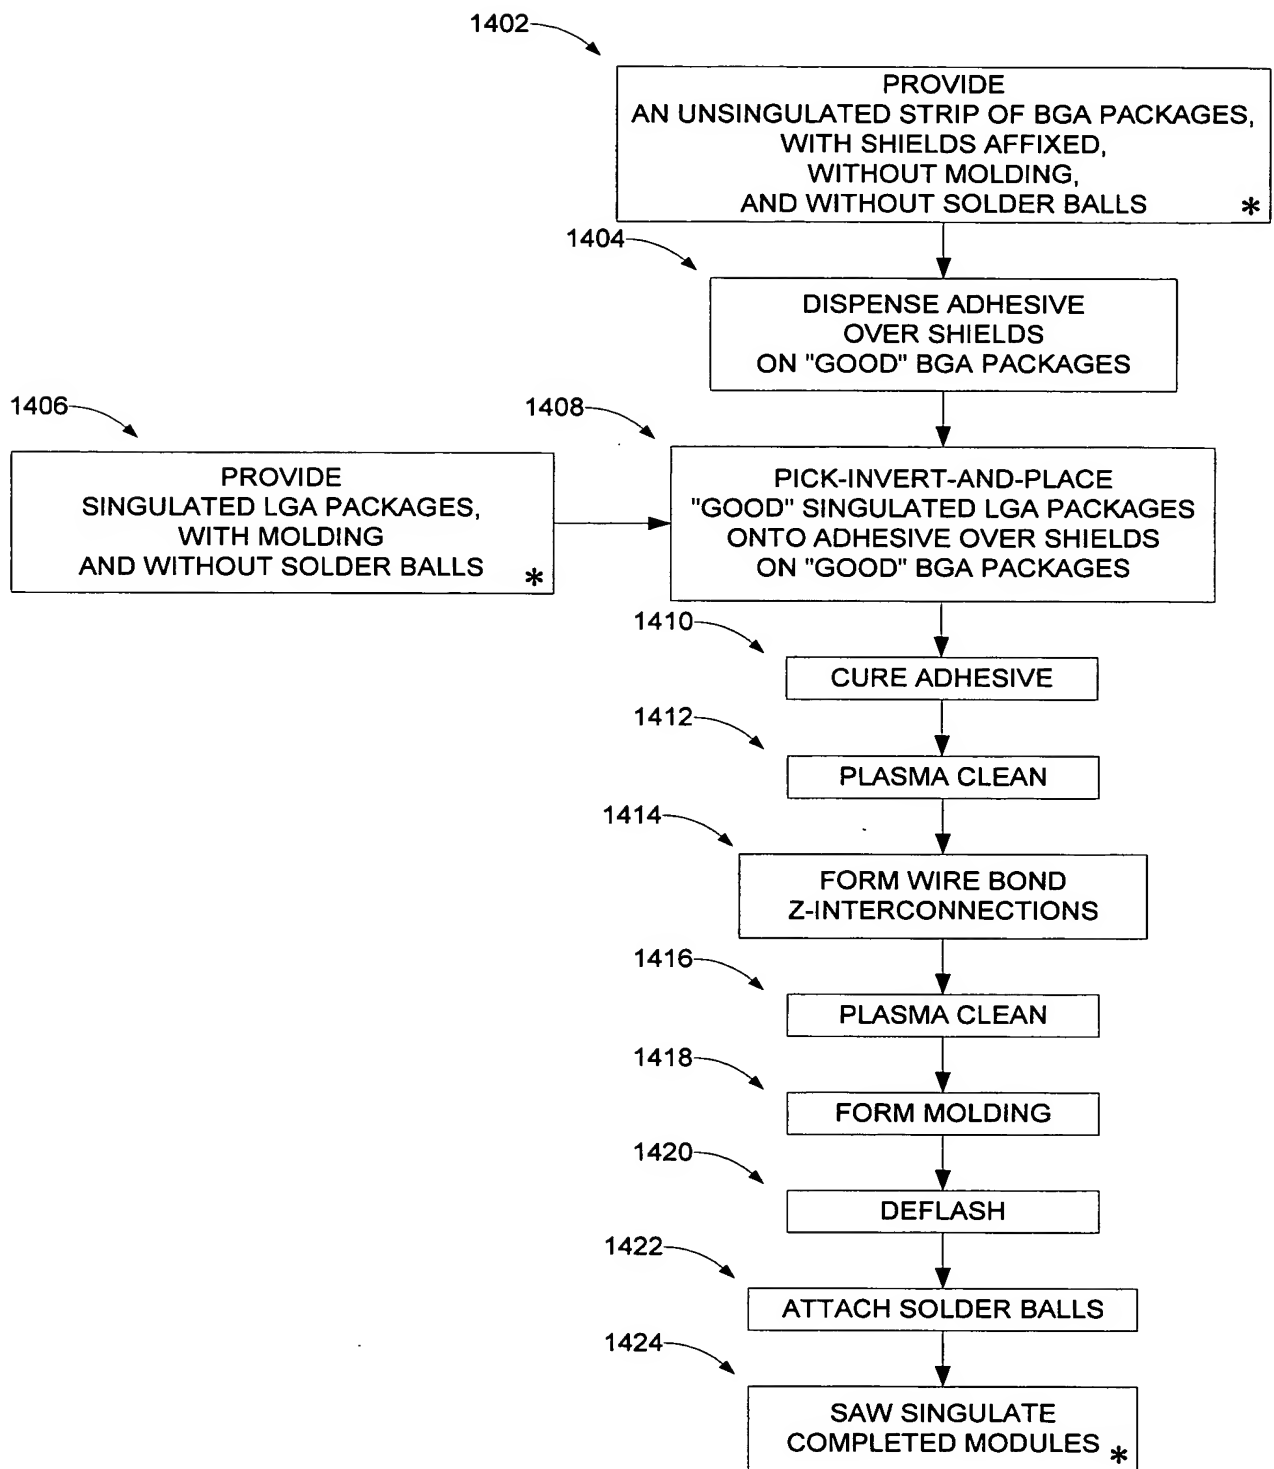 1402
PROVIDE
AN UNSINGULATED STRIP OF BGA PACKAGES,
WITH SHIELDS AFFIXED,
WITHOUT MOLDING,
AND WITHOUT SOLDER BALLS *
1404
DISPENSE ADHESIVE
OVER SHIELDS
ON "GOOD" BGA PACKAGES
1406
PROVIDE
SINGULATED LGA PACKAGES,
WITH MOLDING
AND WITHOUT SOLDER BALLS *
1408
PICK-INVERT-AND-PLACE
"GOOD" SINGULATED LGA PACKAGES
ONTO ADHESIVE OVER SHIELDS
ON "GOOD" BGA PACKAGES
1410
CURE ADHESIVE
1412
PLASMA CLEAN
1414
FORM WIRE BOND
Z-INTERCONNECTIONS
1416
PLASMA CLEAN
1418
FORM MOLDING
1420
DEFLASH
1422
ATTACH SOLDER BALLS
1424
SAW SINGULATE
COMPLETED MODULES *